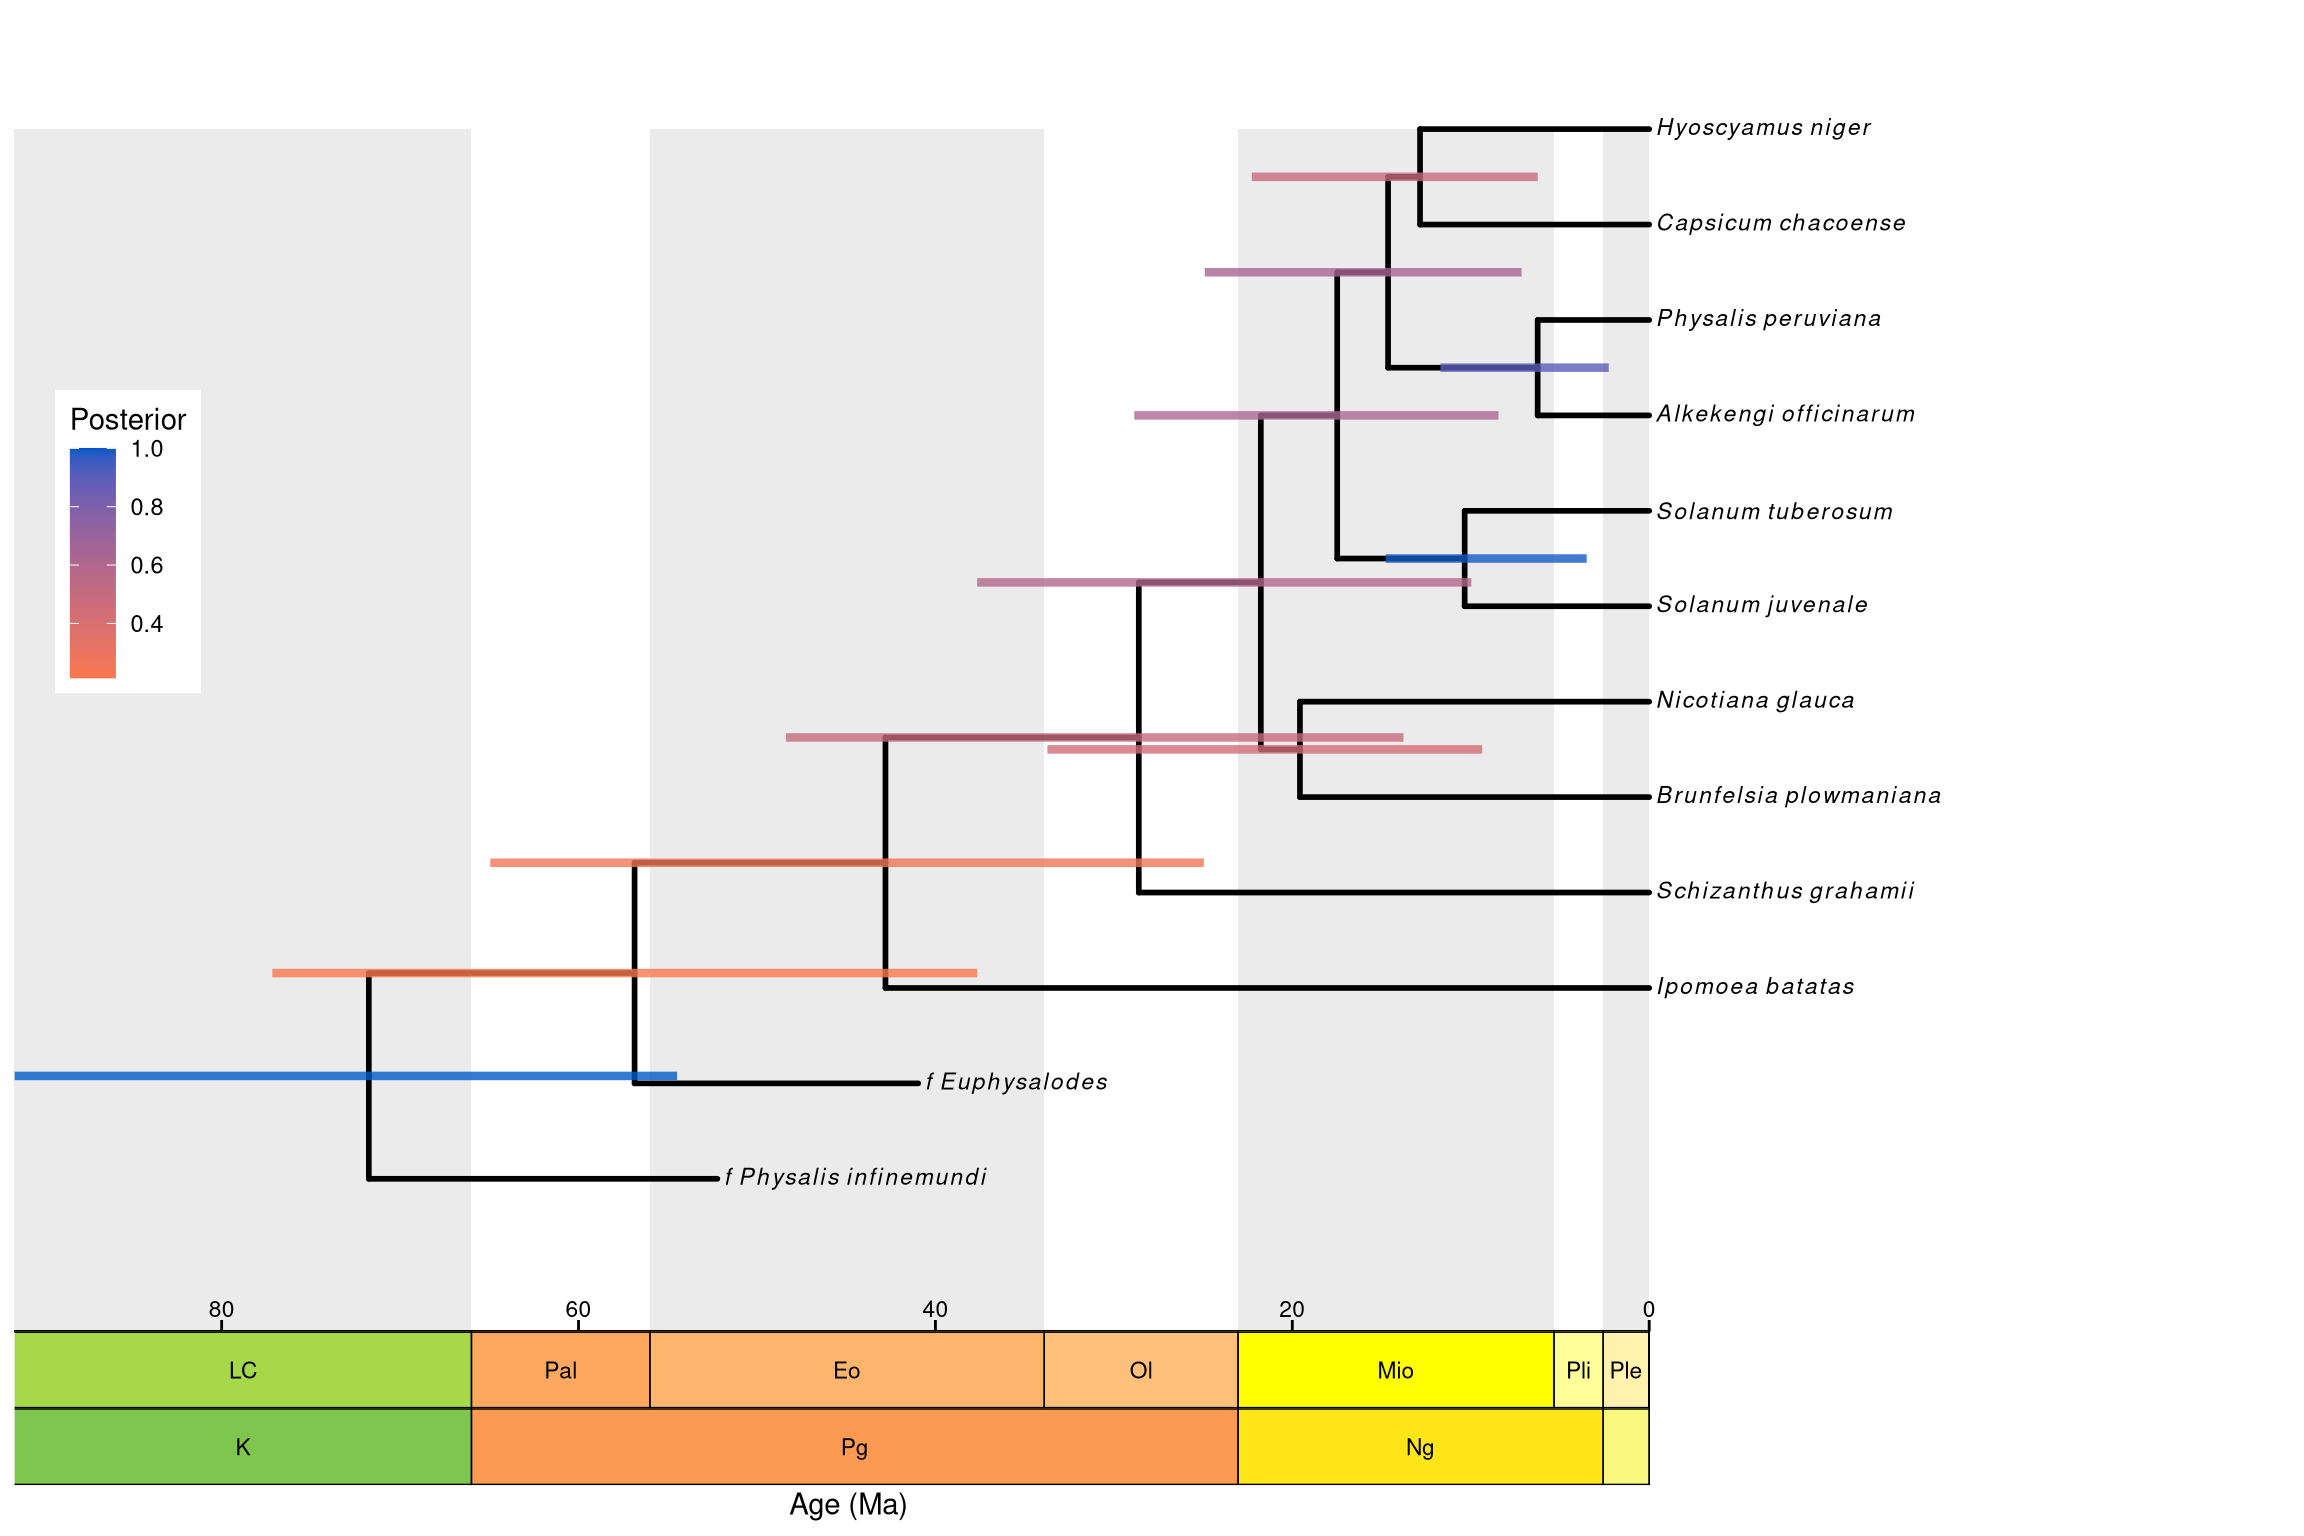 Hyoscyamus niger
Capsicum chacoense
Physalis peruviana
Alkekengi officinarum
Posterior
1.0
0.8
0.6
0.4
Solanum tuberosum
Solanum juvenale
Nicotiana glauca
Brunfelsia plowmaniana
Schizanthus grahamii
Ipomoea batatas
f Euphysalodes
f Physalis infinemundi
80 60 40 20 0
LC Pal Eo Ol Mio Pli Ple
K Pg Ng
Age (Ma)